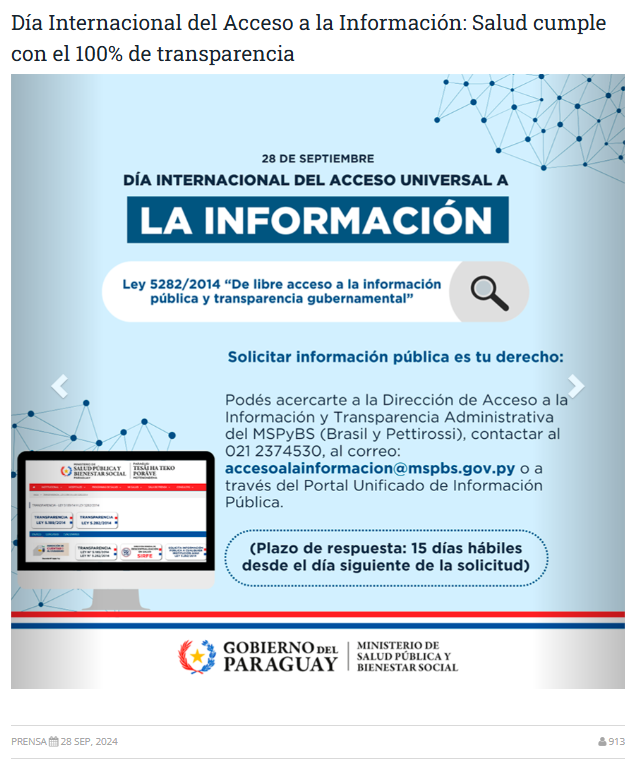 Día Internacional del Acceso a la Información: Salud cumple
con el 100% de transparencia
28 DE SEPTIEMBRE
DÍA INTERNACIONAL DEL ACCESO UNIVERSAL A
LA INFORMACIÓN
Ley 5282/2014 “De libre acceso a la información
pública y transparencia gubernamental”
Solicitar información pública es tu derecho:
Podés acercarte a la Dirección de Acceso a la
Información y Transparencia Administrativa
del MSPyBS (Brasil y Pettirossi), contactar al
021 2374530, al correo:
accesoalainformacion@mspbs.gov.py o a
través del Portal Unificado de Información
Pública.
(Plazo de respuesta: 15 días hábiles
desde el día siguiente de la solicitud)
MINISTERIO DE
SALUD PÚBLICA Y
BIENESTAR SOCIAL
PARAGUAY
PARAGUÁI
TESÃI HA TEKO
PORÃVE
MOTENONDEHA
TRANSPARENCIA
LEY 5.189/2014
TRANSPARENCIA
LEY 5.282/2014
TRANSPARENCIA
GOBIERNO DEL
PARAGUAY
MINISTERIO DE
SALUD PÚBLICA Y
BIENESTAR SOCIAL
PRENSA 28 SEP, 2024
913